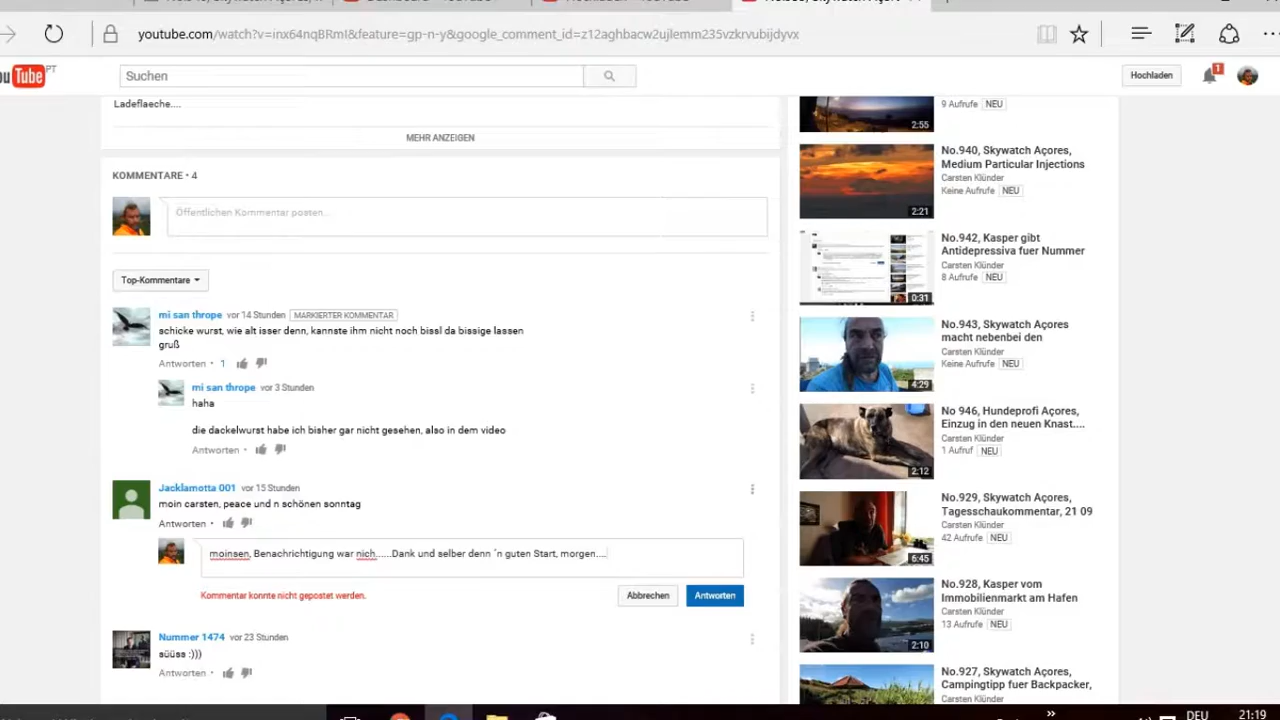 youtube.com/watch?v=inx64nqBRmI&feature=gp-n-y&google_comment_id=z12aghbacw2ujlemm235vzkrvubijdyvx
ouTube PT
Suchen
Hochladen
1
Ladeflaeche....
MEHR ANZEIGEN
KOMMENTARE • 4
Öffentlichen Kommentar posten...
Top-Kommentare
mi san thrope vor 14 Stunden MARKIERTER KOMMENTAR
schicke wurst, wie alt isser denn, kannste ihm nicht noch bissl da bissige lassen
gruß
Antworten • 1
mi san thrope vor 3 Stunden
haha
die dackelwurst habe ich bisher gar nicht gesehen, also in dem video
Antworten •
Jacklamotta 001 vor 15 Stunden
moin carsten, peace und n schönen sonntag
Antworten •
moinsen, Benachrichtigung war nich......Dank und selber denn ´n guten Start, morgen....
Kommentar konnte nicht gepostet werden.
Abbrechen
Antworten
Nummer 1474 vor 23 Stunden
süüss :)))
Antworten •
9 Aufrufe NEU
2:55
No.940, Skywatch Açores,
Medium Particular Injections
Carsten Klünder
Keine Aufrufe NEU
2:21
No.942, Kasper gibt
Antidepressiva fuer Nummer
Carsten Klünder
8 Aufrufe NEU
0:31
No.943, Skywatch Açores
macht nebenbei den
Carsten Klünder
Keine Aufrufe NEU
4:29
No 946, Hundeprofi Açores,
Einzug in den neuen Knast....
Carsten Klünder
1 Aufruf NEU
2:12
No.929, Skywatch Açores,
Tagesschaukommentar, 21 09
Carsten Klünder
42 Aufrufe NEU
6:45
No.928, Kasper vom
Immobilienmarkt am Hafen
Carsten Klünder
13 Aufrufe NEU
2:10
No.927, Skywatch Açores,
Campingtipp fuer Backpacker,
Carsten Klünder
DEU
21:19